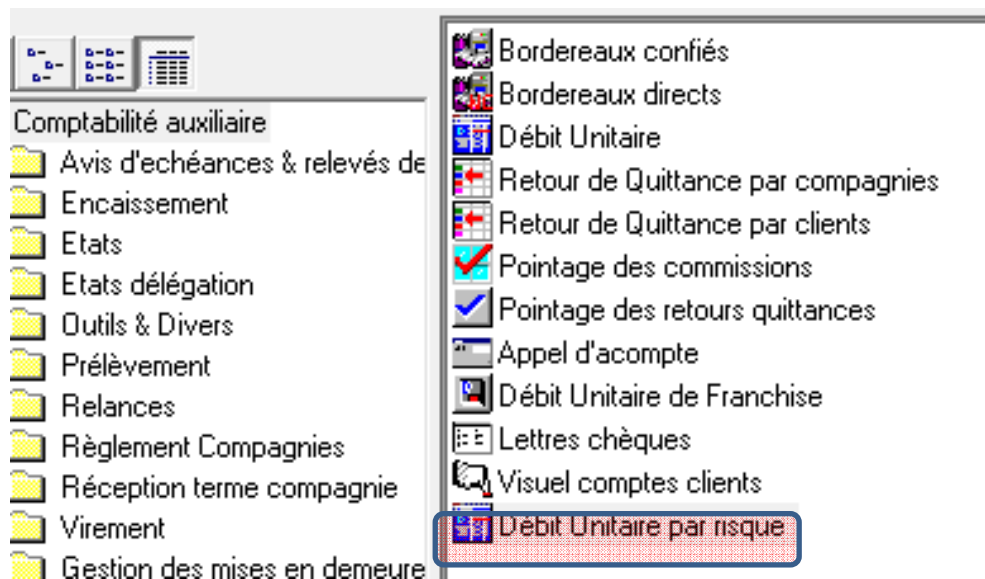 Comptabilité auxiliaire
Avis d'echéances & relevés de
Encaissement
Etats
Etats délégation
Outils & Divers
Prélèvement
Relances
Règlement Compagnies
Réception terme compagnie
Virement
Gestion des mises en demeure
Bordereaux confiés
Bordereaux directs
Débit Unitaire
Retour de Quittance par compagnies
Retour de Quittance par clients
Pointage des commissions
Pointage des retours quittances
Appel d'acompte
Débit Unitaire de Franchise
Lettres chèques
Visuel comptes clients
Débit Unitaire par risque